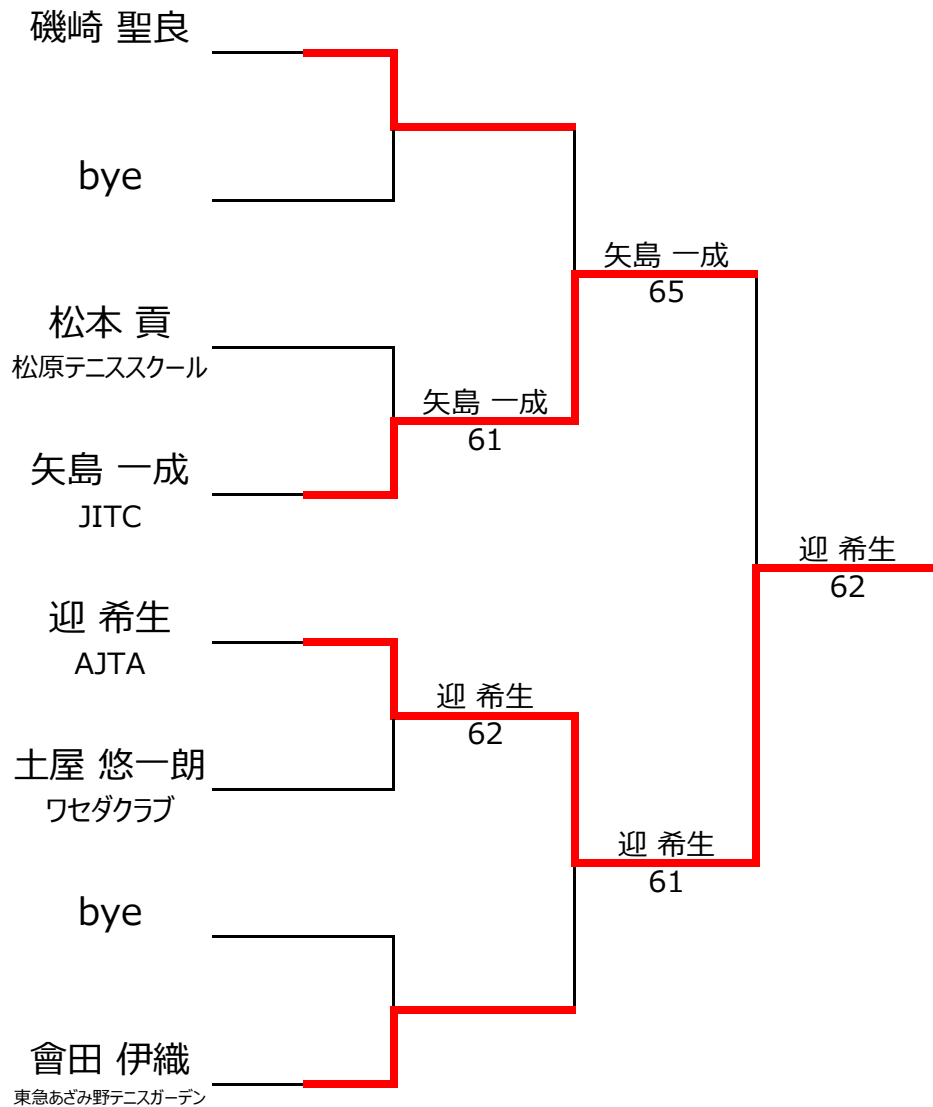 磯崎 聖良
bye
松本 貢
松原テニススクール
矢島 一成
JITC
迎 希生
AJTA
土屋 悠一朗
ワセダクラブ
bye
會田 伊織
東急あざみ野テニスガーデン
矢島 一成
61
迎 希生
62
矢島 一成
65
迎 希生
61
迎 希生
62